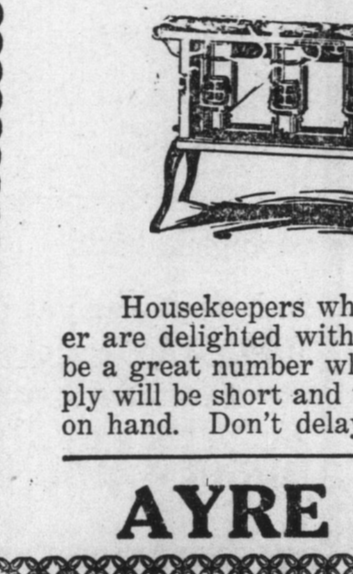 Housekeepers wh
er are delighted with
be a great number wh
ply will be short and
on hand. Don't delay
AYRE